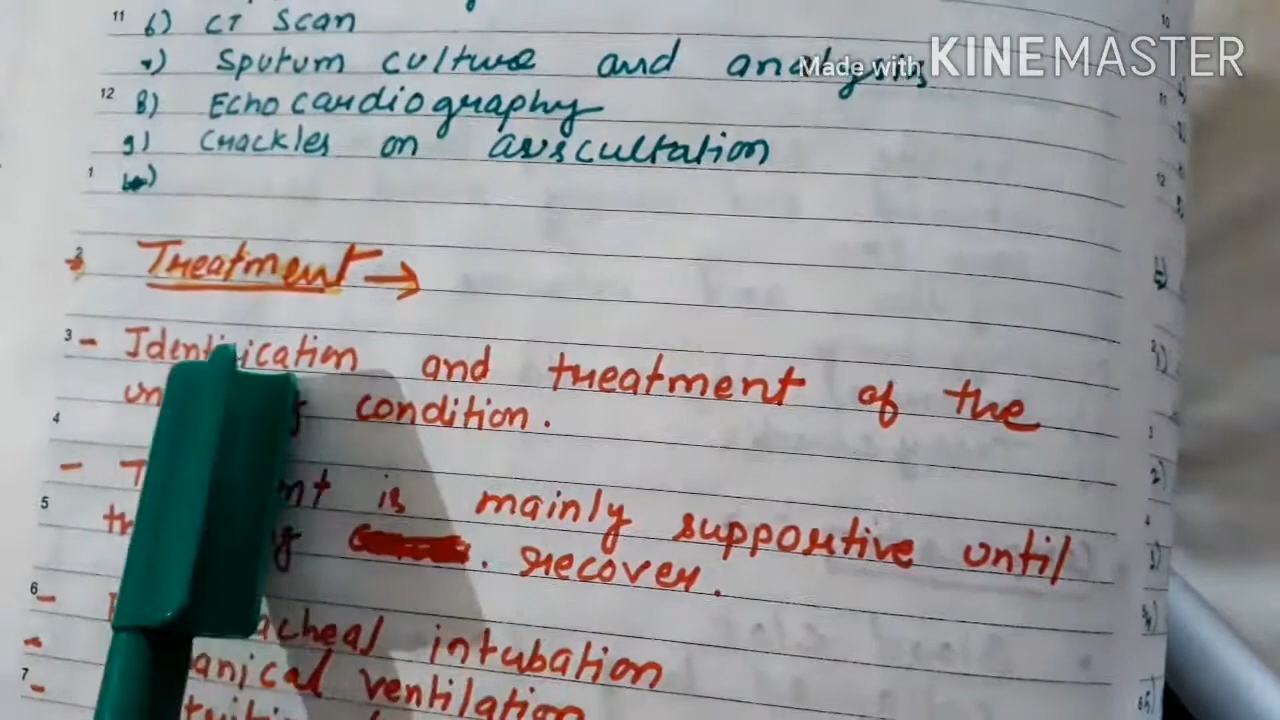 6) CT Scan
7) Sputum culture and analysis
Made with KINEMASTER
8) Echocardiography
9) Crackles on auscultation
Treatment →
- Identification and treatment of the
condition.
- is mainly supportive until
recover.
- intubation
ventilation